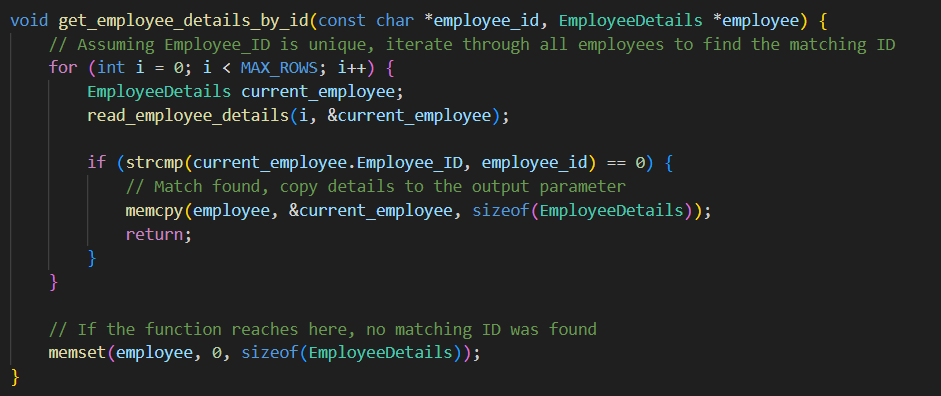 void get_employee_details_by_id(const char *employee_id, EmployeeDetails *employee) {
    // Assuming Employee_ID is unique, iterate through all employees to find the matching ID
    for (int i = 0; i < MAX_ROWS; i++) {
        EmployeeDetails current_employee;
        read_employee_details(i, &current_employee);

        if (strcmp(current_employee.Employee_ID, employee_id) == 0) {
            // Match found, copy details to the output parameter
            memcpy(employee, &current_employee, sizeof(EmployeeDetails));
            return;
        }
    }

    // If the function reaches here, no matching ID was found
    memset(employee, 0, sizeof(EmployeeDetails));
}